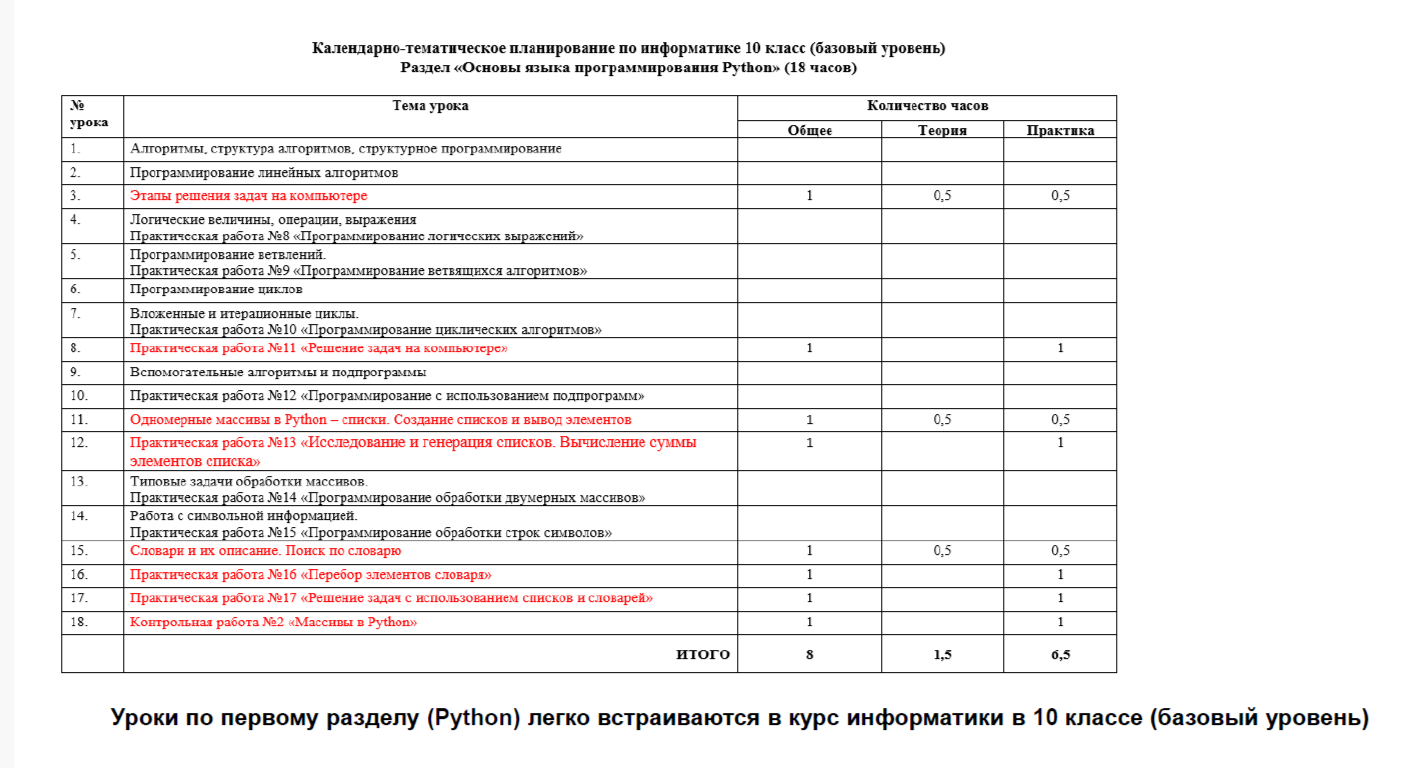 Календарно-тематическое планирование по информатике 10 класс (базовый уровень)
Раздел «Основы языка программирования Python» (18 часов)
№ урока Тема урока Количество часов
Общее Теория Практика
1. Алгоритмы, структура алгоритмов, структурное программирование
2. Программирование линейных алгоритмов
3. Этапы решения задач на компьютере 1 0,5 0,5
4. Логические величины, операции, выражения
Практическая работа №8 «Программирование логических выражений»
5. Программирование ветвлений.
Практическая работа №9 «Программирование ветвящихся алгоритмов»
6. Программирование циклов
7. Вложенные и итерационные циклы.
Практическая работа №10 «Программирование циклических алгоритмов»
8. Практическая работа №11 «Решение задач на компьютере» 1 1
9. Вспомогательные алгоритмы и подпрограммы
10. Практическая работа №12 «Программирование с использованием подпрограмм»
11. Одномерные массивы в Python – списки. Создание списков и вывод элементов 1 0,5 0,5
12. Практическая работа №13 «Исследование и генерация списков. Вычисление суммы 1 1
элементов списка»
13. Типовые задачи обработки массивов.
Практическая работа №14 «Программирование обработки двумерных массивов»
14. Работа с символьной информацией.
Практическая работа №15 «Программирование обработки строк символов»
15. Словари и их описание. Поиск по словарю 1 0,5 0,5
16. Практическая работа №16 «Перебор элементов словаря» 1 1
17. Практическая работа №17 «Решение задач с использованием списков и словарей» 1 1
18. Контрольная работа №2 «Массивы в Python» 1 1
ИТОГО 8 1,5 6,5
Уроки по первому разделу (Python) легко встраиваются в курс информатики в 10 классе (базовый уровень)